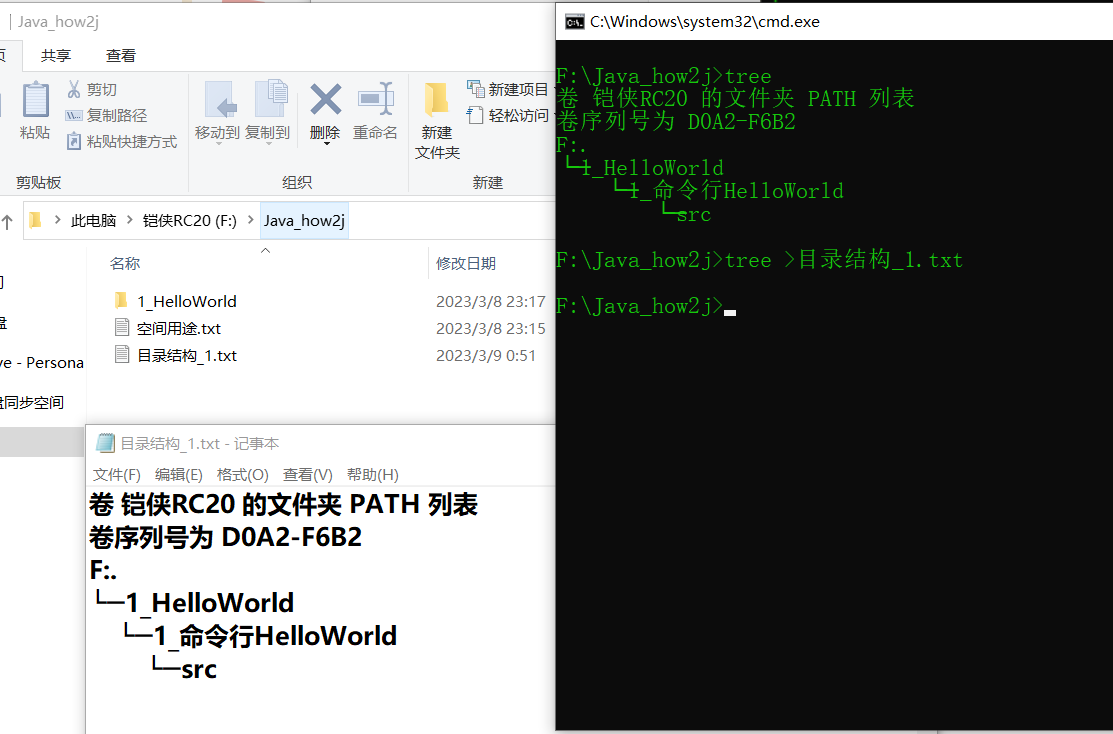 Java_how2j
共享 查看
粘贴
剪切
复制路径
粘贴快捷方式
剪贴板
移动到 复制到 删除 重命名
组织
新建
文件夹
新建项目
轻松访问
新建
此电脑 铠侠RC20 (F:) Java_how2j
名称 修改日期
1_HelloWorld 2023/3/8 23:17
空间用途.txt 2023/3/8 23:15
目录结构_1.txt 2023/3/9 0:51
ve - Persona
同步空间
目录结构_1.txt - 记事本
文件(F) 编辑(E) 格式(O) 查看(V) 帮助(H)
卷 铠侠RC20 的文件夹 PATH 列表
卷序列号为 D0A2-F6B2
F:.
└─1_HelloWorld
└─1_命令行HelloWorld
└─src
C:\Windows\system32\cmd.exe
F:\Java_how2j>tree
卷 铠侠RC20 的文件夹 PATH 列表
卷序列号为 D0A2-F6B2
F:.
└─1_HelloWorld
└─1_命令行HelloWorld
└─src
F:\Java_how2j>tree >目录结构_1.txt
F:\Java_how2j>